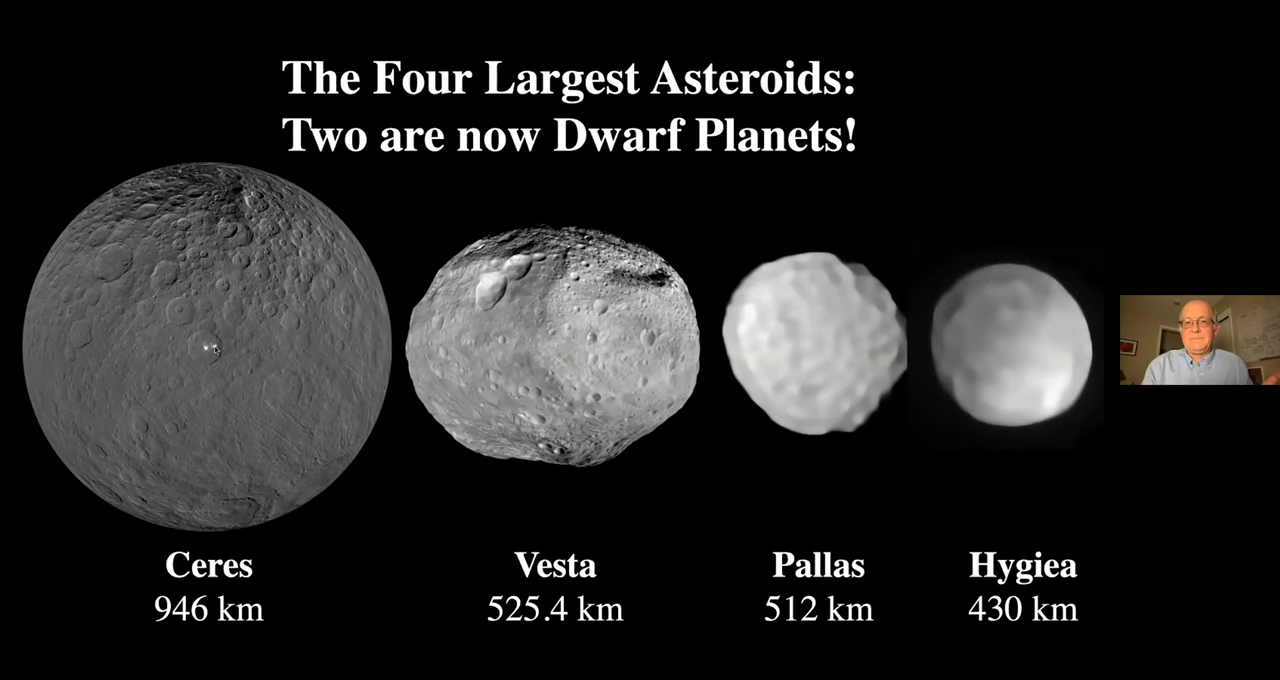 The Four Largest Asteroids:
Two are now Dwarf Planets!
Ceres
946 km
Vesta
525.4 km
Pallas
512 km
Hygiea
430 km